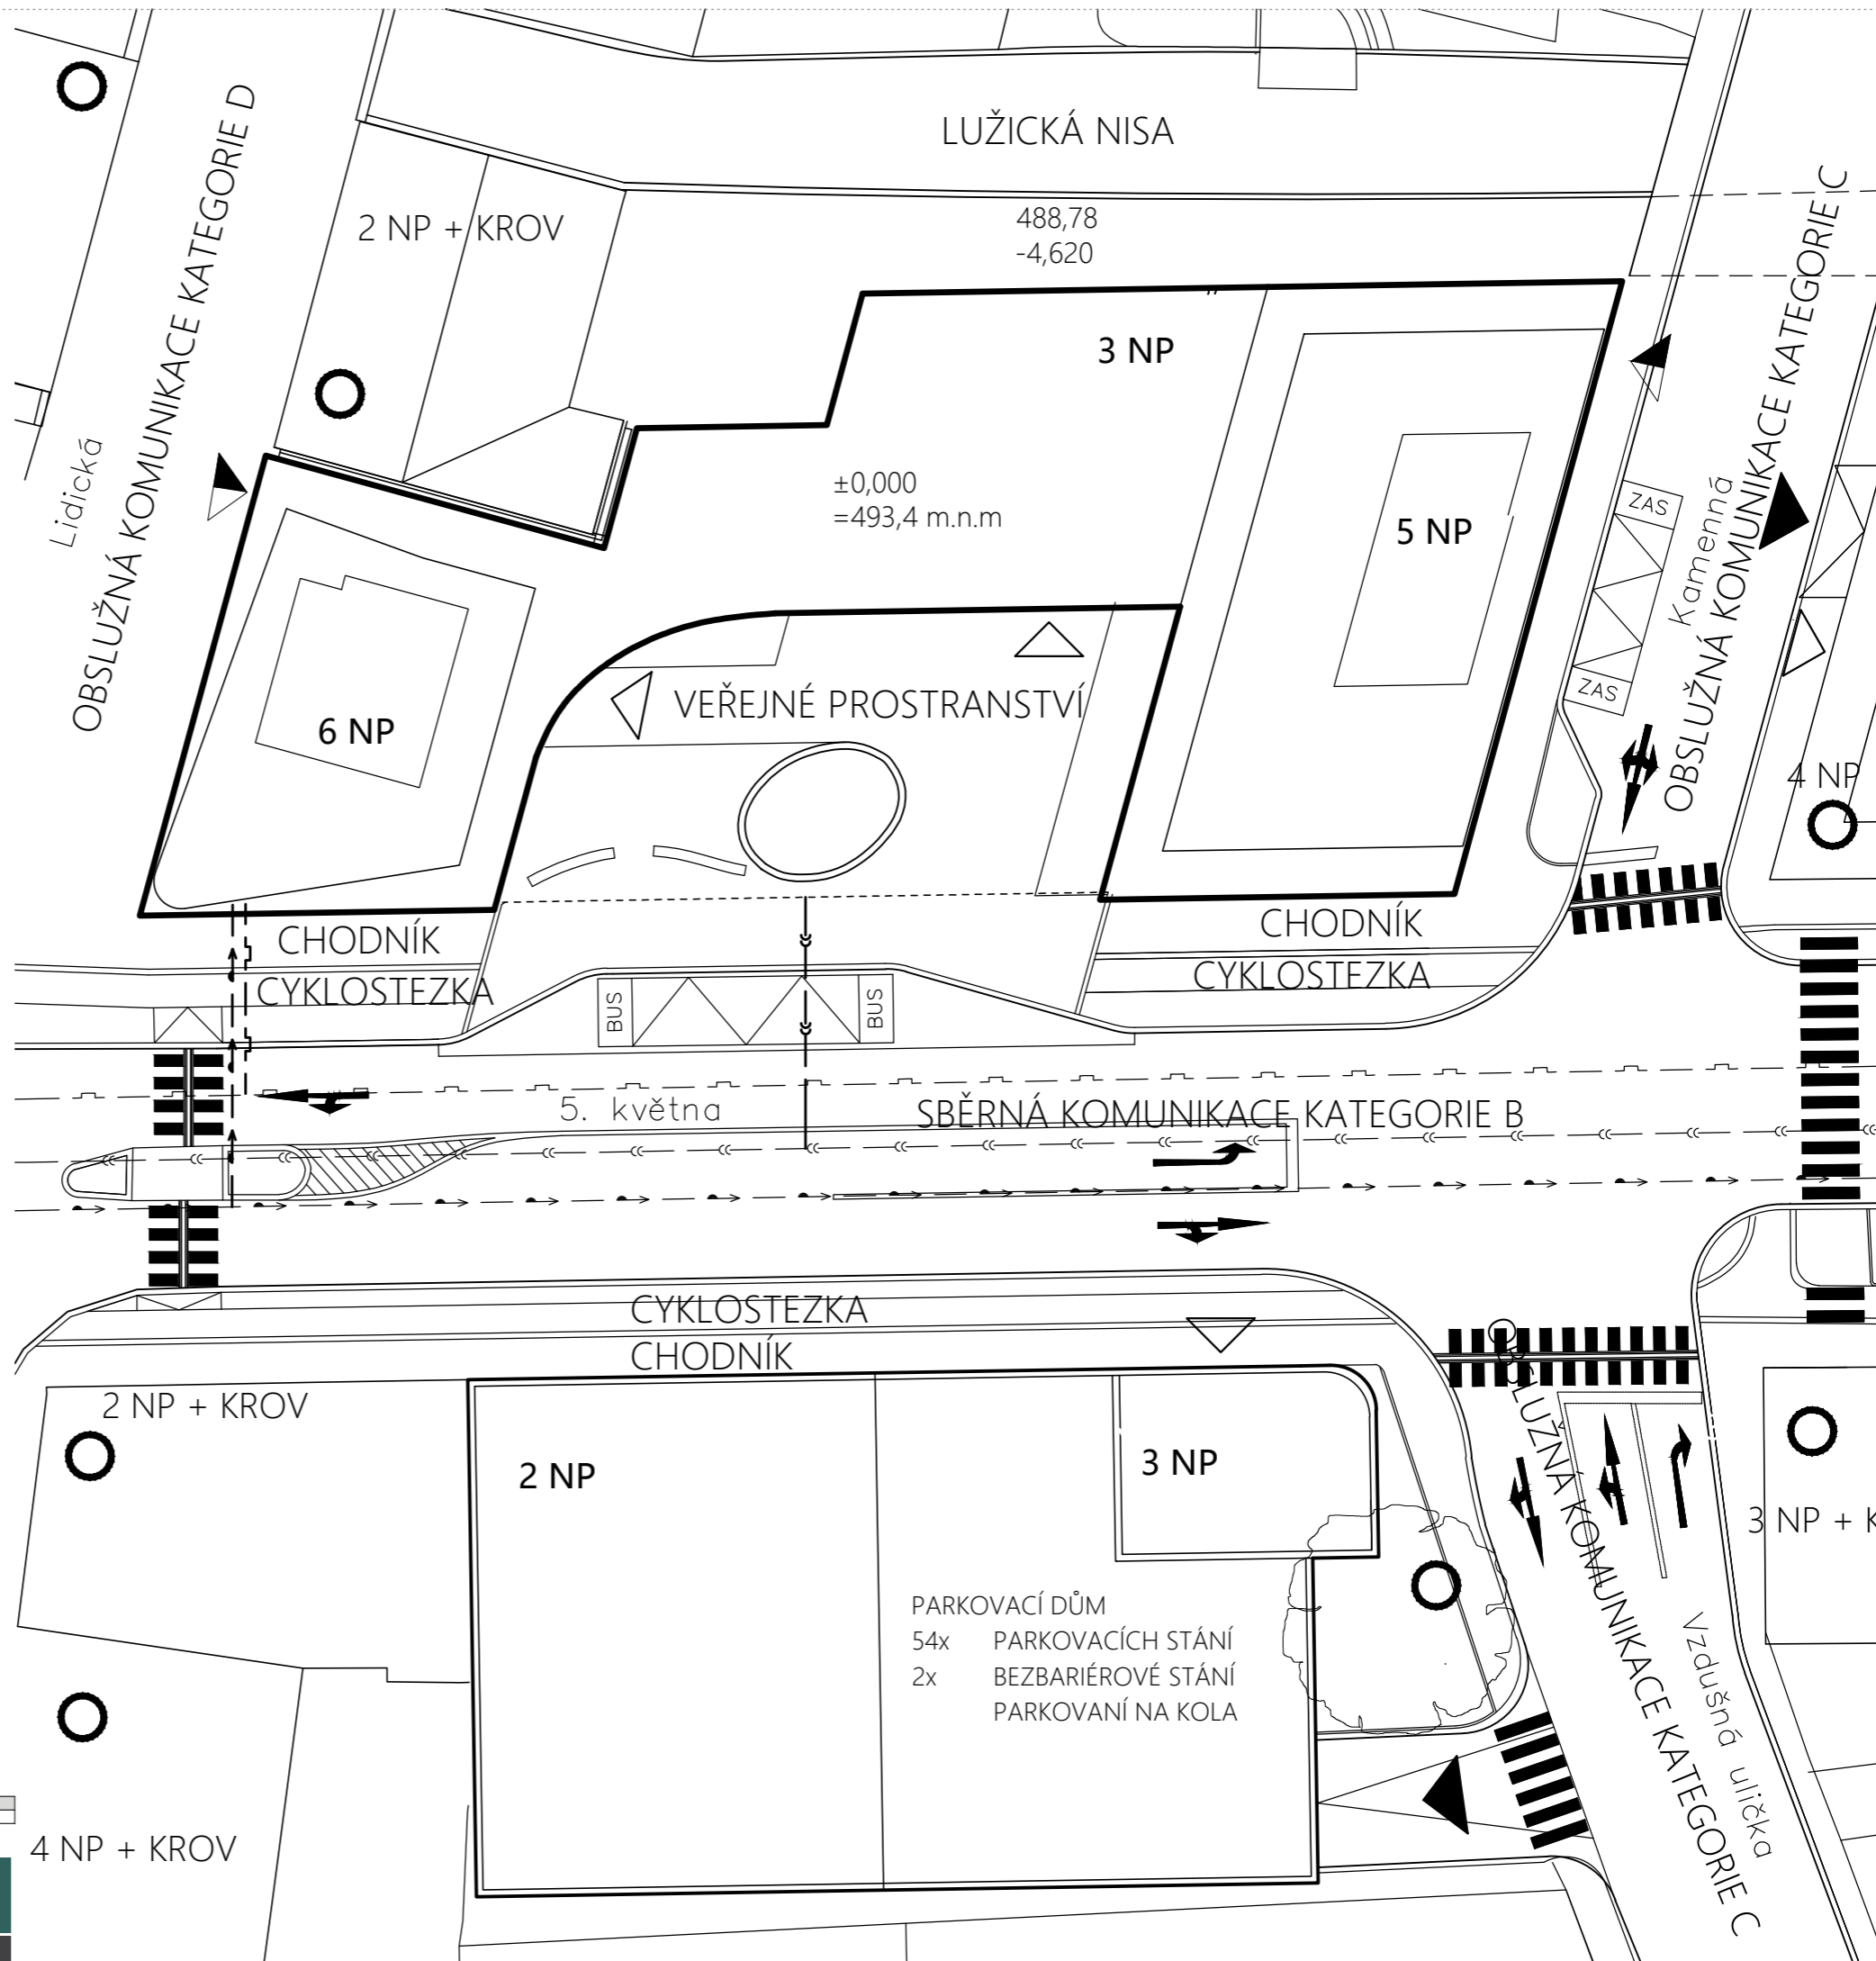 LUŽICKÁ NISA
OBSLUŽNÁ KOMUNIKACE KATEGORIE D
Lidická
2 NP + KROV
488,78
-4,620
3 NP
±0,000
=493,4 m.n.m
5 NP
ZAS
ZAS
Kamenná
OBSLUŽNÁ KOMUNIKACE KATEGORIE C
VEŘEJNÉ PROSTRANSTVÍ
6 NP
4 NP
CHODNÍK
CYKLOSTEZKA
CHODNÍK
CYKLOSTEZKA
BUS
BUS
5. května
SBĚRNÁ KOMUNIKACE KATEGORIE B
CYKLOSTEZKA
CHODNÍK
2 NP + KROV
2 NP
3 NP
OBSLUŽNÁ KOMUNIKACE KATEGORIE C
3 NP + K
PARKOVACÍ DŮM
54x PARKOVACÍCH STÁNÍ
2x BEZBARIÉROVÉ STÁNÍ
PARKOVANÍ NA KOLA
Vzdušná ulička
4 NP + KROV